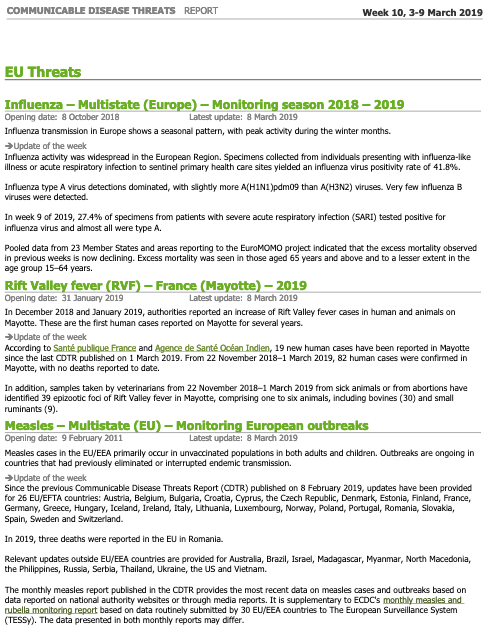 COMMUNICABLE DISEASE THREATS REPORT
Week 10, 3-9 March 2019
EU Threats
Influenza – Multistate (Europe) – Monitoring season 2018 – 2019
Opening date: 8 October 2018 Latest update: 8 March 2019
Influenza transmission in Europe shows a seasonal pattern, with peak activity during the winter months.
→Update of the week
Influenza activity was widespread in the European Region. Specimens collected from individuals presenting with influenza-like
illness or acute respiratory infection to sentinel primary health care sites yielded an influenza virus positivity rate of 41.8%.
Influenza type A virus detections dominated, with slightly more A(H1N1)pdm09 than A(H3N2) viruses. Very few influenza B
viruses were detected.
In week 9 of 2019, 27.4% of specimens from patients with severe acute respiratory infection (SARI) tested positive for
influenza virus and almost all were type A.
Pooled data from 23 Member States and areas reporting to the EuroMOMO project indicated that the excess mortality observed
in previous weeks is now declining. Excess mortality was seen in those aged 65 years and above and to a lesser extent in the
age group 15–64 years.
Rift Valley fever (RVF) – France (Mayotte) – 2019
Opening date: 31 January 2019 Latest update: 8 March 2019
In December 2018 and January 2019, authorities reported an increase of Rift Valley fever cases in human and animals on
Mayotte. These are the first human cases reported on Mayotte for several years.
→Update of the week
According to Santé publique France and Agence de Santé Océan Indien, 19 new human cases have been reported in Mayotte
since the last CDTR published on 1 March 2019. From 22 November 2018–1 March 2019, 82 human cases were confirmed in
Mayotte, with no deaths reported to date.
In addition, samples taken by veterinarians from 22 November 2018–1 March 2019 from sick animals or from abortions have
identified 39 epizootic foci of Rift Valley fever in Mayotte, comprising one to six animals, including bovines (30) and small
ruminants (9).
Measles – Multistate (EU) – Monitoring European outbreaks
Opening date: 9 February 2011 Latest update: 8 March 2019
Measles cases in the EU/EEA primarily occur in unvaccinated populations in both adults and children. Outbreaks are ongoing in
countries that had previously eliminated or interrupted endemic transmission.
→Update of the week
Since the previous Communicable Disease Threats Report (CDTR) published on 8 February 2019, updates have been provided
for 26 EU/EFTA countries: Austria, Belgium, Bulgaria, Croatia, Cyprus, the Czech Republic, Denmark, Estonia, Finland, France,
Germany, Greece, Hungary, Iceland, Ireland, Italy, Lithuania, Luxembourg, Norway, Poland, Portugal, Romania, Slovakia,
Spain, Sweden and Switzerland.
In 2019, three deaths were reported in the EU in Romania.
Relevant updates outside EU/EEA countries are provided for Australia, Brazil, Israel, Madagascar, Myanmar, North Macedonia,
the Philippines, Russia, Serbia, Thailand, Ukraine, the US and Vietnam.
The monthly measles report published in the CDTR provides the most recent data on measles cases and outbreaks based on
data reported on national authority websites or through media reports. It is supplementary to ECDC's monthly measles and
rubella monitoring report based on data routinely submitted by 30 EU/EEA countries to The European Surveillance System
(TESSy). The data presented in both monthly reports may differ.